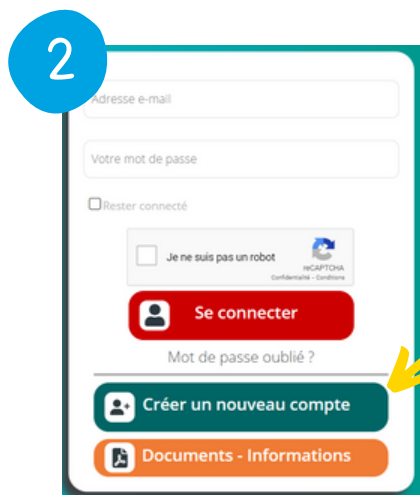 2
Adresse e-mail
Votre mot de passe
Rester connecté
Je ne suis pas un robot
reCAPTCHA
Confidentialité - Conditions
Se connecter
Mot de passe oublié ?
Créer un nouveau compte
Documents - Informations